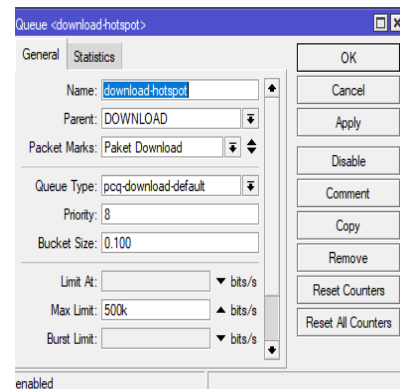 Queue <download-hotspot>
General Statistics
Name: download-hotspot
Parent: DOWNLOAD
Packet Marks: Paket Download
Queue Type: pcq-download-default
Priority: 8
Bucket Size: 0.100
Limit At: bits/s
Max Limit: 500k bits/s
Burst Limit: bits/s
OK
Cancel
Apply
Disable
Comment
Copy
Remove
Reset Counters
Reset All Counters
enabled